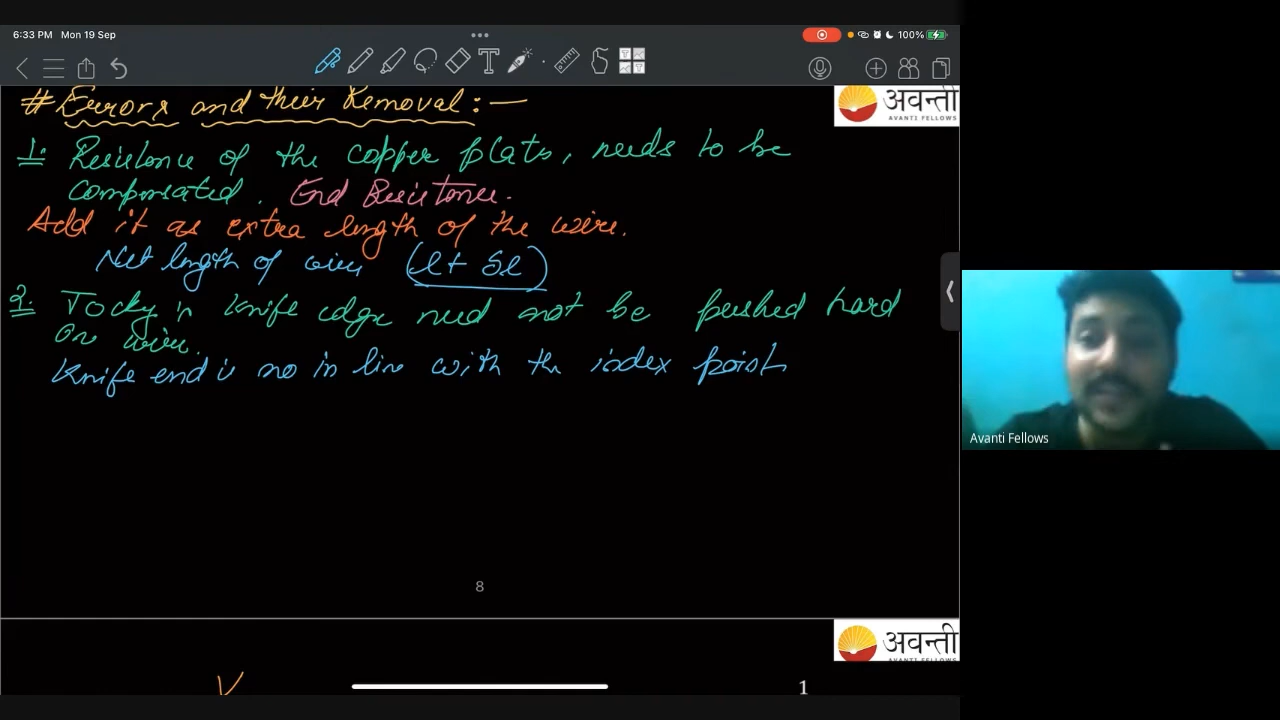 6:33 PM Mon 19 Sep
100%
# Errors and their Removal :—
अवन्ती
AVANTI FELLOWS
1. Resistance of the copper plate, needs to be
compensated. End Resistance.
Add it as extra length of the wire.
Net length of wire (l + δl)
2. Jockey's knife edge need not be pushed hard
on wire.
Knife end is no in line with the index point
Avanti Fellows
8
अवन्ती
AVANTI FELLOWS
1